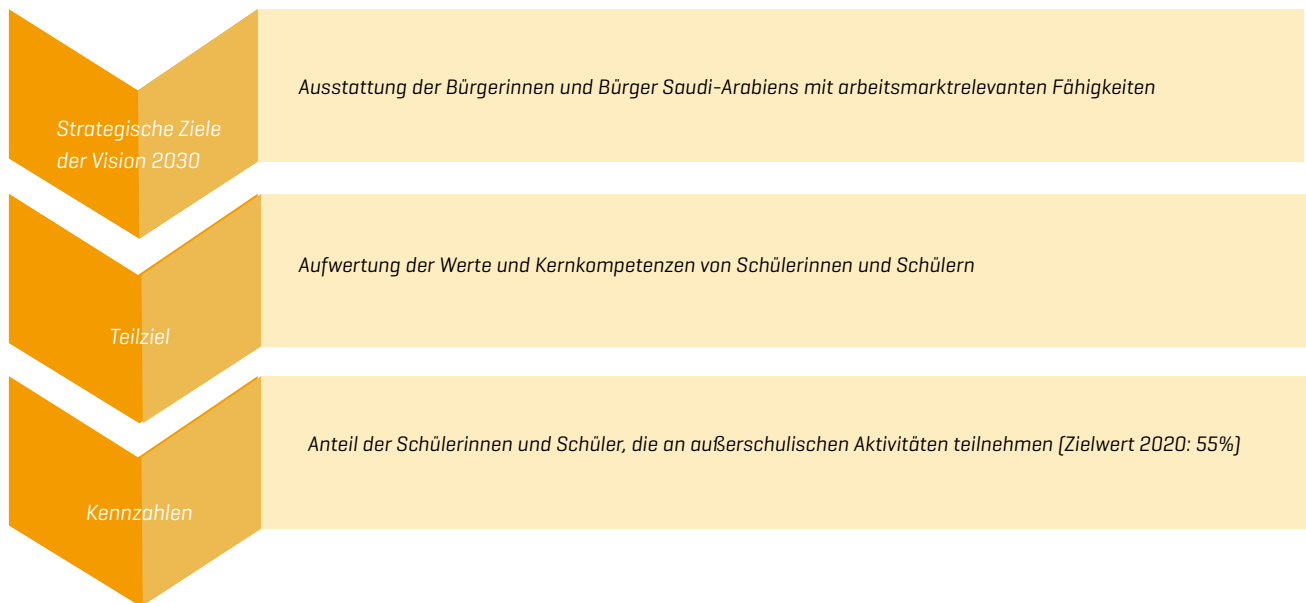 Ausstattung der Bürgerinnen und Bürger Saudi-Arabiens mit arbeitsmarktrelevanten Fähigkeiten
Strategische Ziele
der Vision 2030
Aufwertung der Werte und Kernkompetenzen von Schülerinnen und Schülern
Teilziel
Anteil der Schülerinnen und Schüler, die an außerschulischen Aktivitäten teilnehmen (Zielwert 2020: 55%)
Kennzahlen